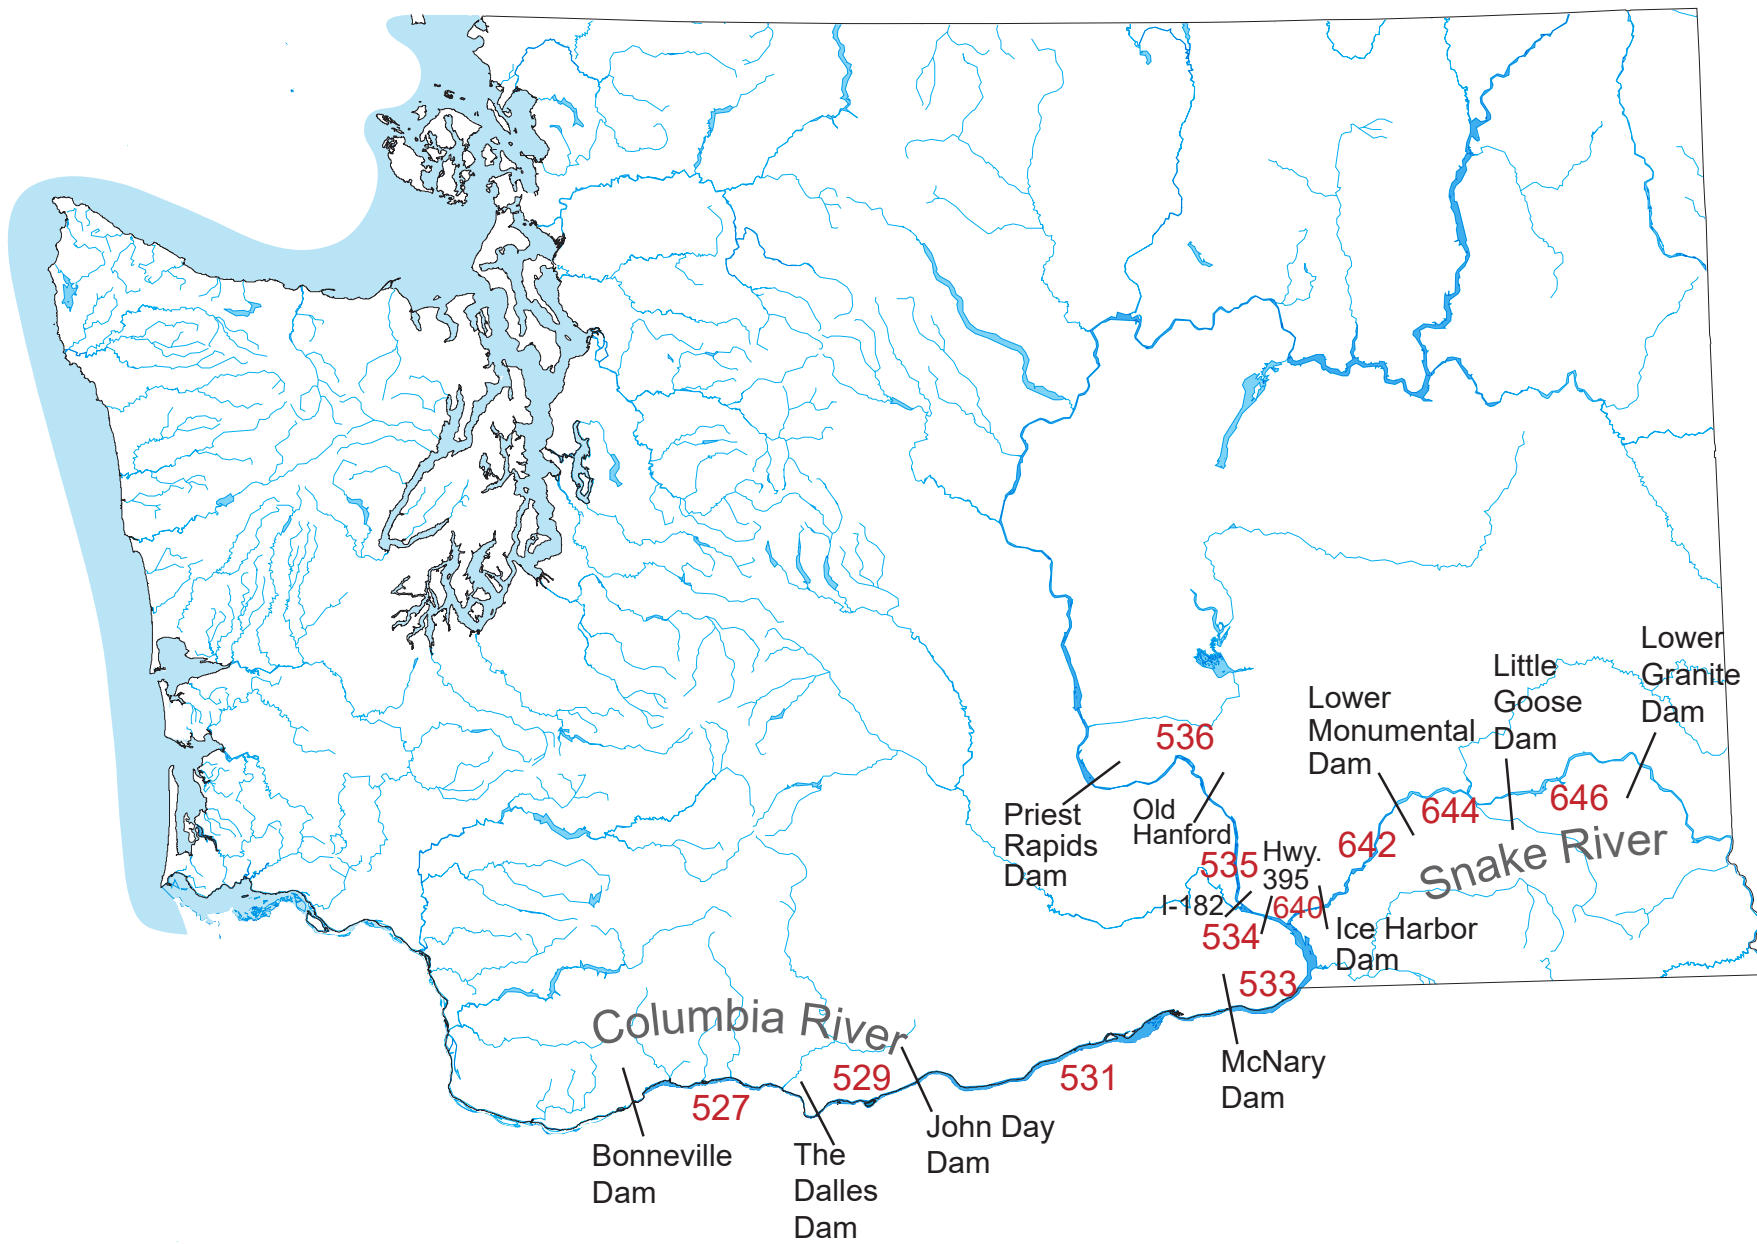 Lower
Granite
Dam
Little
Goose
Dam
Lower
Monumental
Dam
536
646
644
Priest
Rapids
Dam
Old
Hanford
642
Snake River
535
Hwy.
395
I-182
640
534
Ice Harbor
Dam
533
Columbia River
McNary
Dam
531
529
527
John Day
Dam
Bonneville
Dam
The
Dalles
Dam